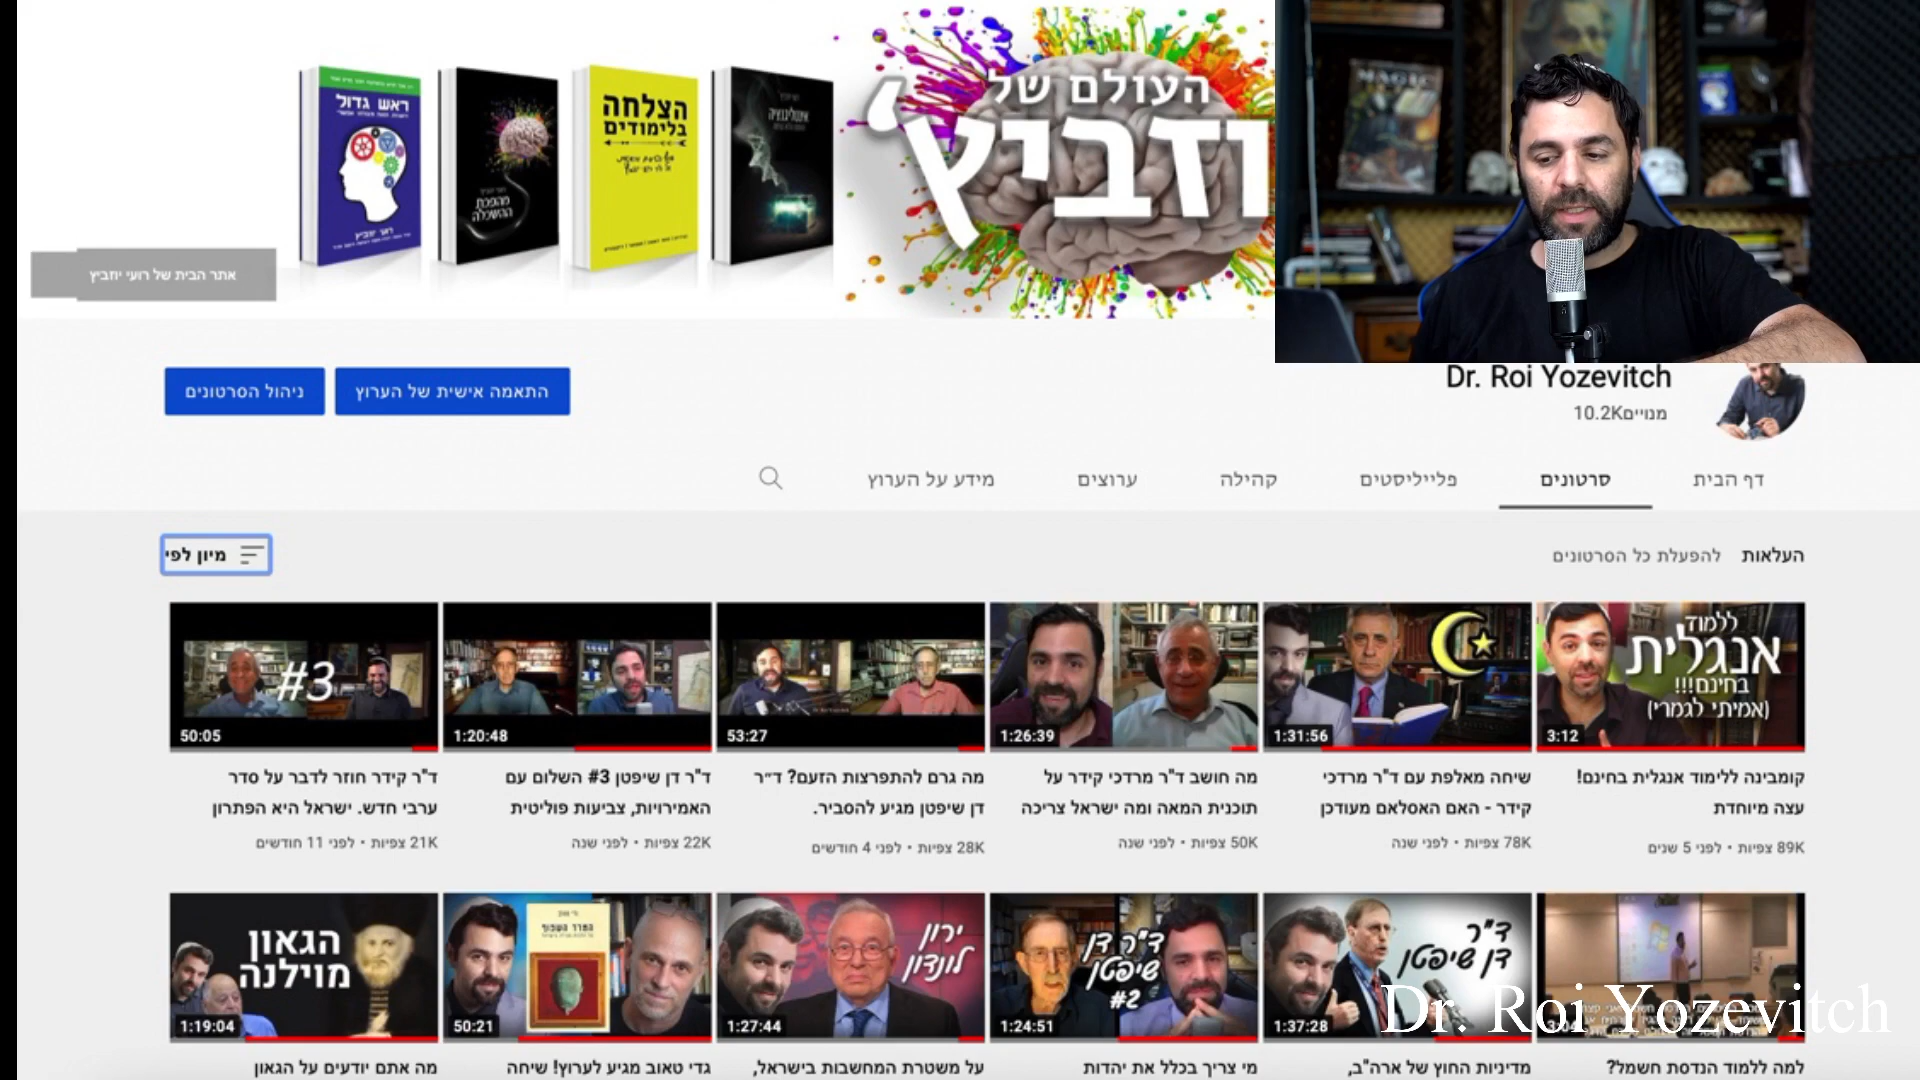 העולם של
יוזביץ'
ראש גדול
רועי יוזביץ
מהפכת
ההשכלה
הצלחה
בלימודים
אינטליגנציה
אתר הבית של רועי יוזביץ
MAGIC
Dr. Roi Yozevitch
10.2K מנויים
ניהול הסרטונים
התאמה אישית של הערוץ
דף הבית
סרטונים
פלייליסטים
קהילה
ערוצים
מידע על הערוץ
העלאות
להפעלת כל הסרטונים
מיון לפי
ללמוד
אנגלית
בחינם!!!
(אמיתי לגמרי)
3:12
1:31:56
1:26:39
53:27
1:20:48
#3
50:05
קומבינה ללימוד אנגלית בחינם!
עצה מיוחדת
89K צפיות • לפני 5 שנים
שיחה מאלפת עם ד"ר מרדכי
קידר - האם האסלאם מעודכן
78K צפיות • לפני שנה
מה חושב ד"ר מרדכי קידר על
תוכנית המאה ומה ישראל צריכה
50K צפיות • לפני שנה
מה גרם להתפרצות הזעם? ד״ר
דן שיפטן מגיע להסביר.
28K צפיות • לפני 4 חודשים
ד"ר דן שיפטן #3 השלום עם
האמירויות, צביעות פוליטית
22K צפיות • לפני שנה
ד"ר קידר חוזר לדבר על סדר
ערבי חדש. ישראל היא הפתרון
21K צפיות • לפני 11 חודשים
ד"ר
דן שיפטן
1:37:28
ד"ר דן
שיפטן
#2
1:24:51
ירון
לונדון
1:27:44
50:21
הגאון
מוילנה
1:19:04
Dr. Roi Yozevitch
למה ללמוד הנדסת חשמל?
מדיניות החוץ של ארה"ב,
מי צריך בכלל את יהדות
על משטרת המחשבות בישראל,
גדי טאוב מגיע לערוץ! שיחה
מה אתם יודעים על הגאון